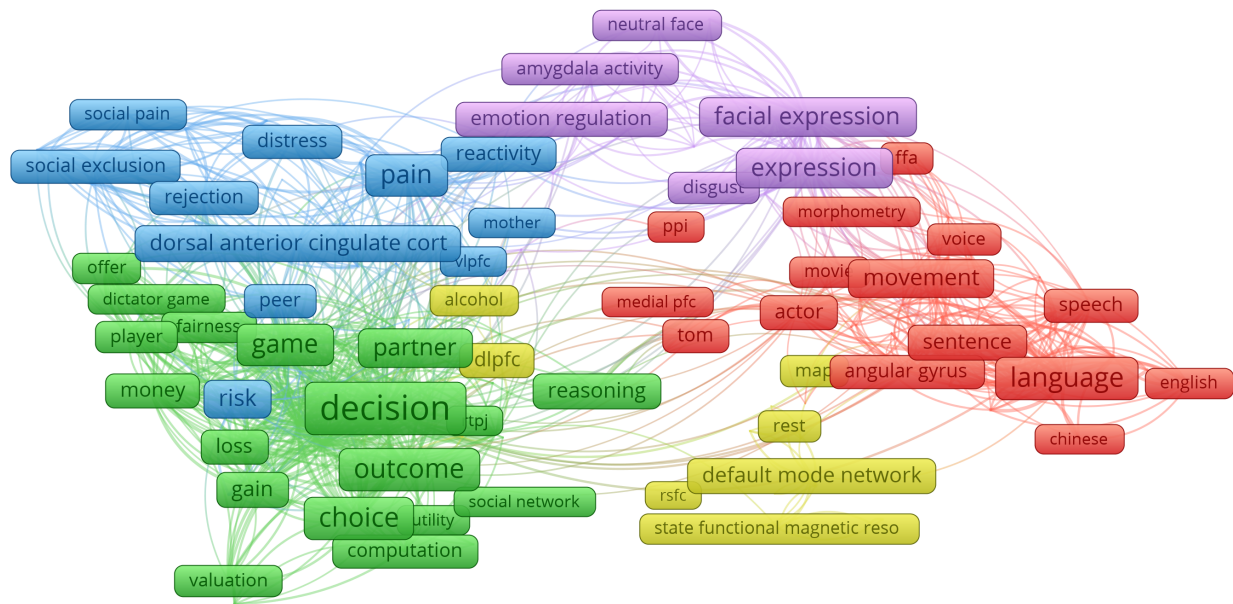 neutral face
amygdala activity
social pain
emotion regulation
facial expression
distress
reactivity
social exclusion
pain
expression
ffa
rejection
disgust
morphometry
mother
ppi
voice
dorsal anterior cingulate cort
vlpfc
offer
movie
movement
dictator game
peer
alcohol
medial pfc
actor
speech
player
fairness
game
partner
tom
sentence
dlpfc
map
angular gyrus
language
english
money
risk
reasoning
decision
rtpj
rest
loss
chinese
outcome
default mode network
gain
social network
rsfc
choice
utility
state functional magnetic reso
computation
valuation